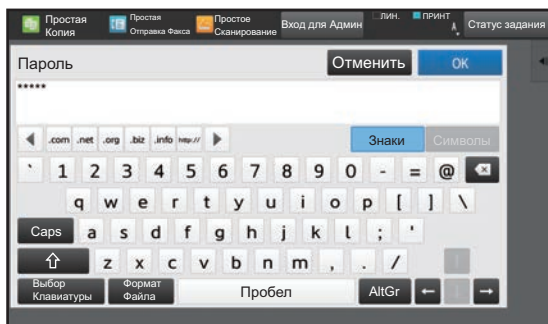 Простая
Копия
Простая
Отправка Факса
Простое
Сканирование
Вход для Админ
ЛИН.
ПРИНТ
Статус задания
Пароль
Отменить
OK
*****
.com .net .org .biz .info http://
Знаки
Символы
` 1 2 3 4 5 6 7 8 9 0 - = @
q w e r t y u i o p [ ] \
Caps a s d f g h j k l ; '
z x c v b n m , . /
Выбор
Клавиатуры
Формат
Файла
Пробел
AltGr